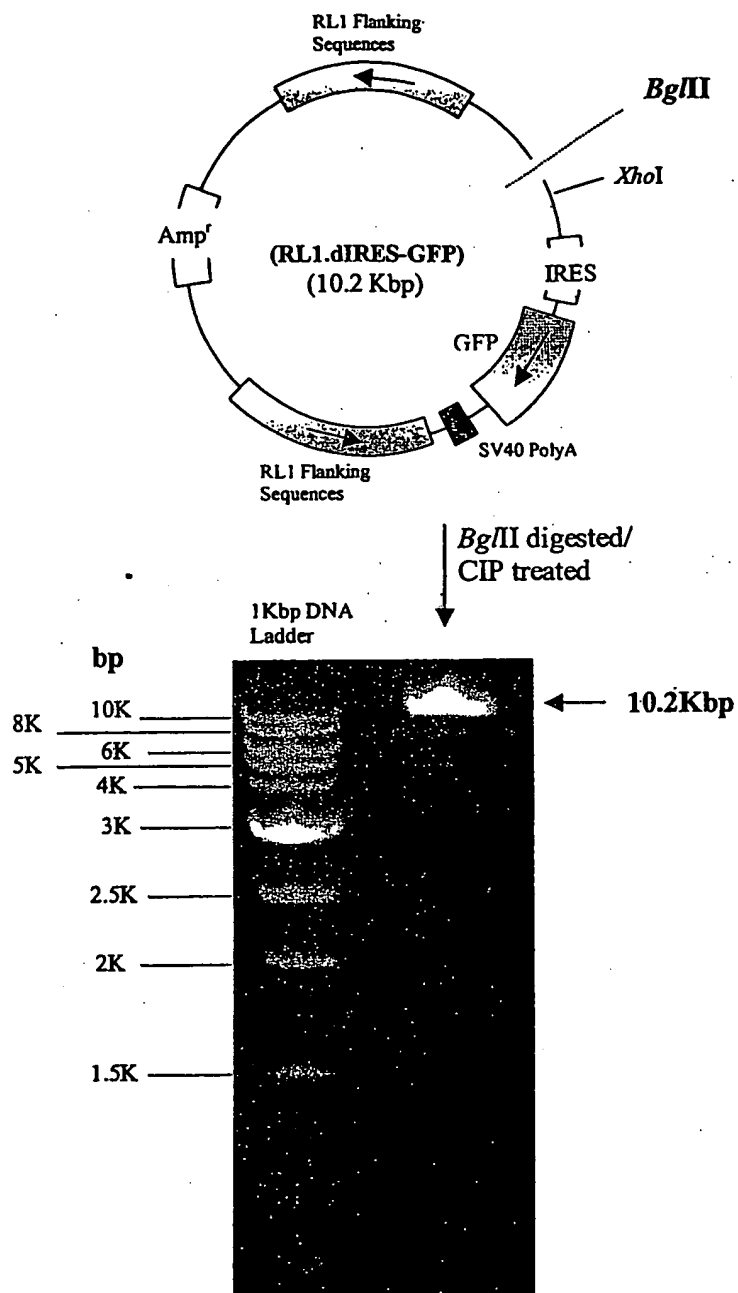 RL1 Flanking
Sequences
BglII
XhoI
Ampʳ
(RL1.dIRES-GFP)
(10.2 Kbp)
IRES
GFP
SV40 PolyA
RL1 Flanking
Sequences
BglII digested/
CIP treated
1Kbp DNA
Ladder
bp
10K
8K
6K
5K
4K
3K
2.5K
2K
1.5K
10.2Kbp